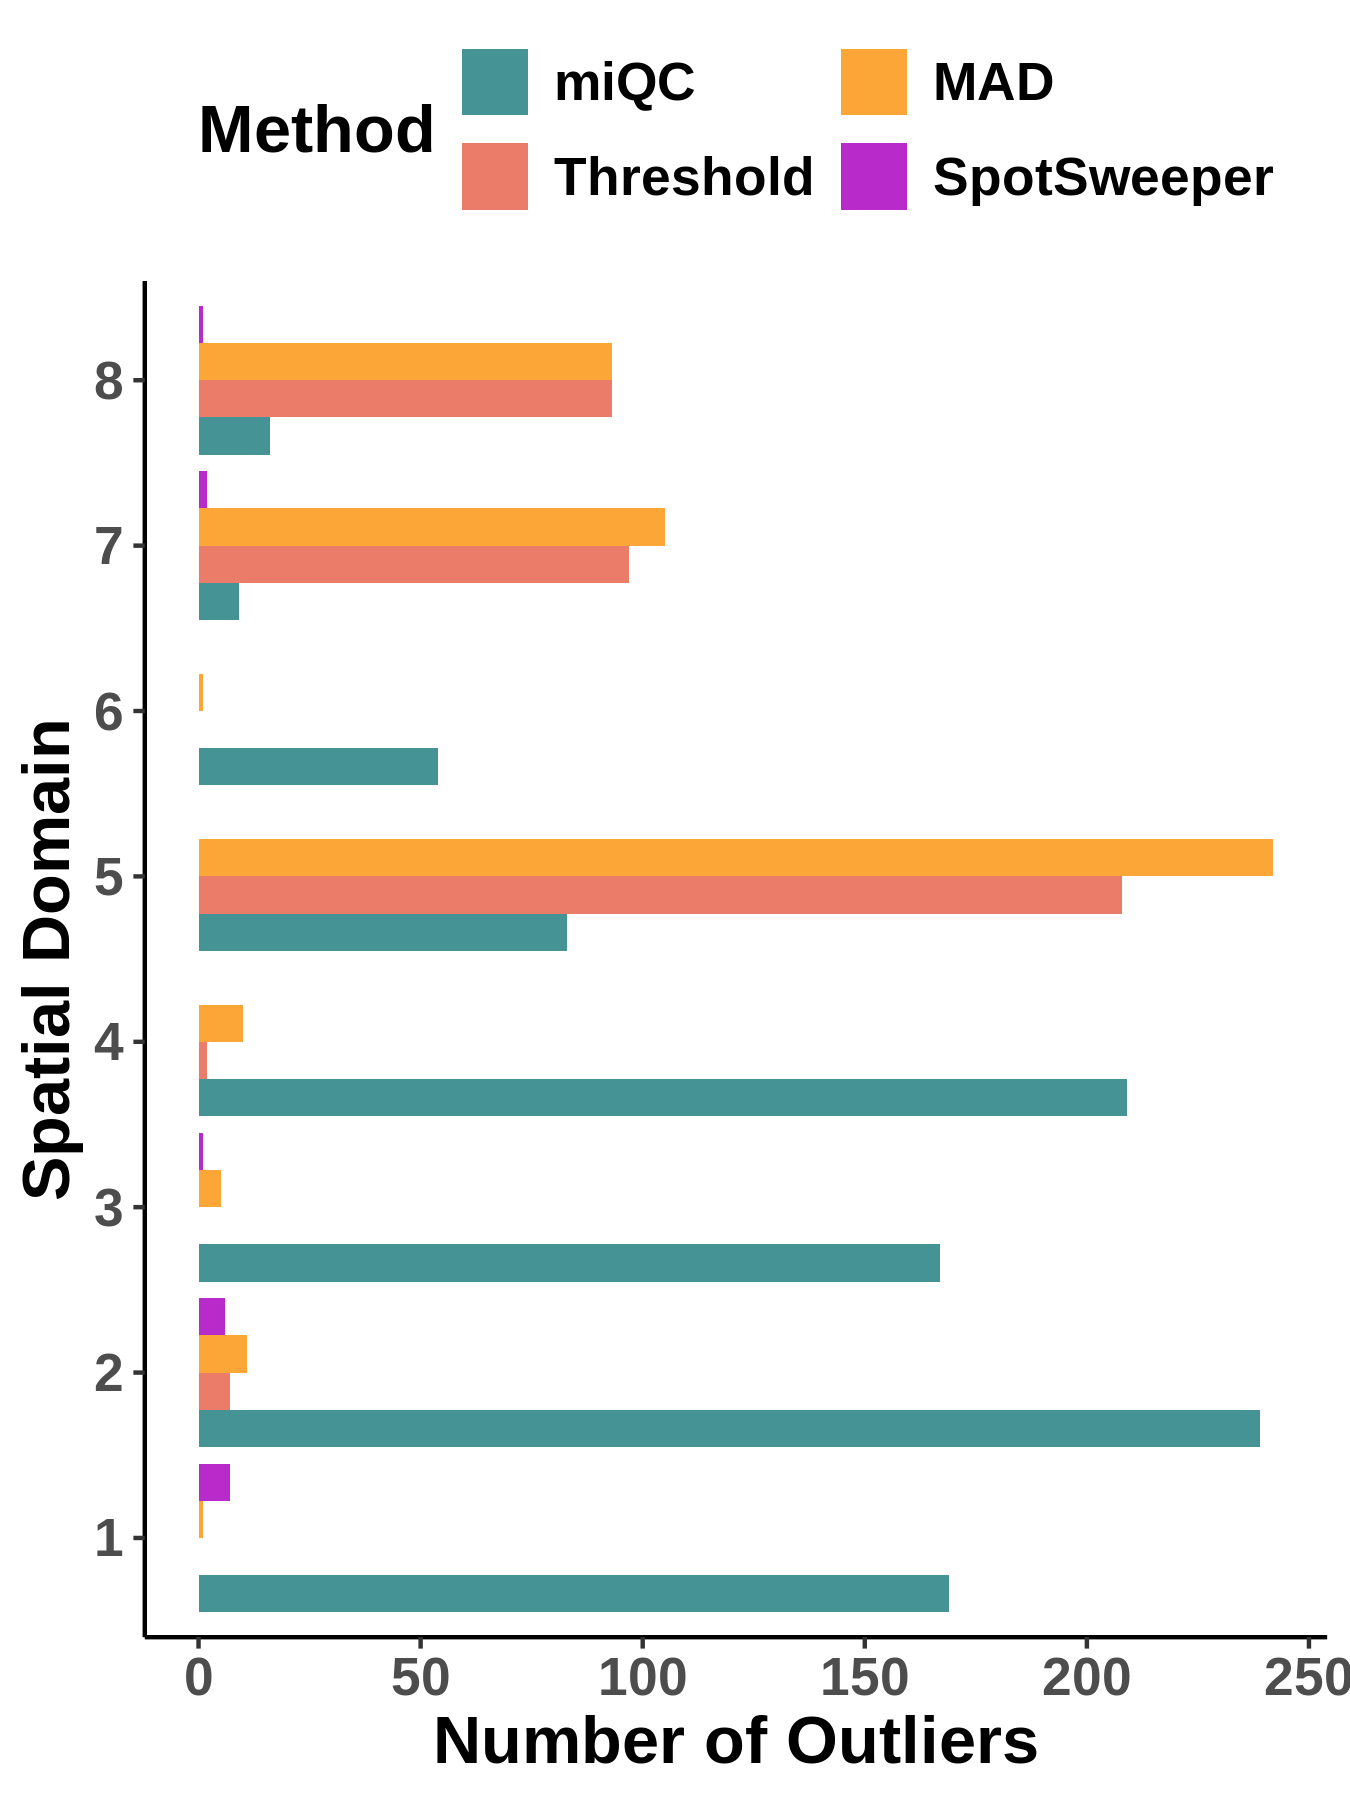 Method
miQC
MAD
Threshold
SpotSweeper
8
7
6
5
4
3
2
1
Spatial Domain
0 50 100 150 200 250
Number of Outliers